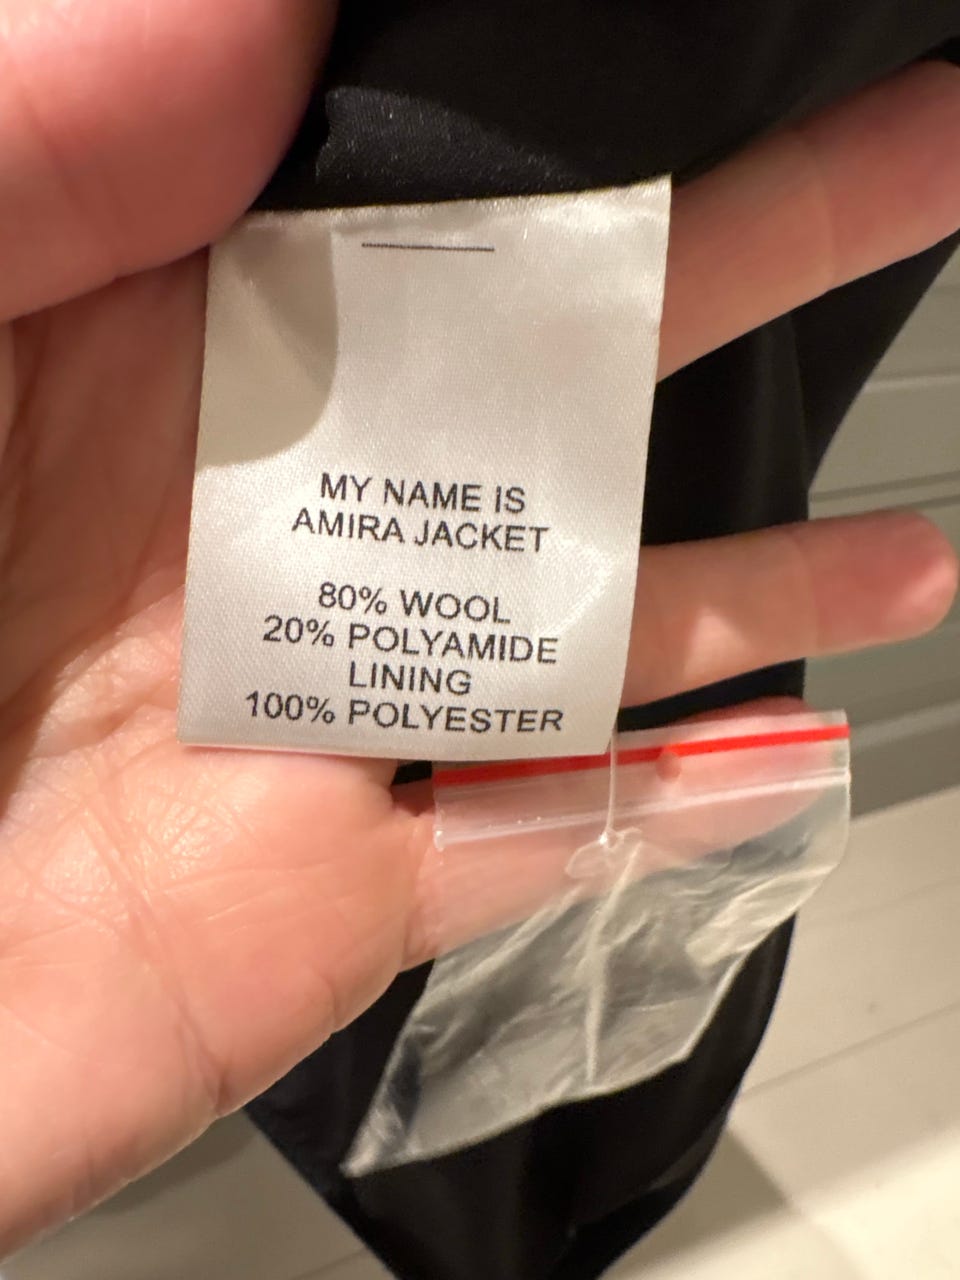 MY NAME IS
AMIRA JACKET
80% WOOL
20% POLYAMIDE
LINING
100% POLYESTER